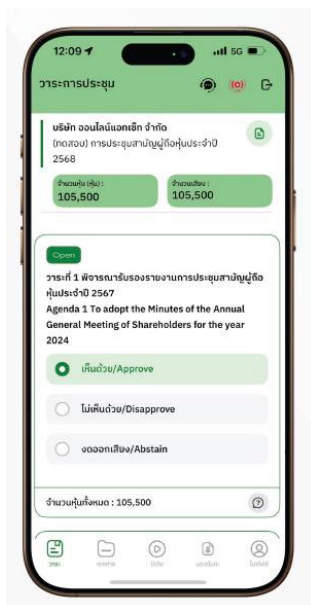 12:09
5G
วาระการประชุม
บริษัท ออนไลน์แอทเซ็ท จำกัด
(ทดสอบ) การประชุมสามัญผู้ถือหุ้นประจำปี
2568
จำนวนหุ้น (หุ้น) :
105,500
จำนวนเสียง :
105,500
Open
วาระที่ 1 พิจารณารับรองรายงานการประชุมสามัญผู้ถือ
หุ้นประจำปี 2567
Agenda 1 To adopt the Minutes of the Annual
General Meeting of Shareholders for the year
2024
เห็นด้วย/Approve
ไม่เห็นด้วย/Disapprove
งดออกเสียง/Abstain
จำนวนหุ้นทั้งหมด : 105,500
วาระ
เอกสาร